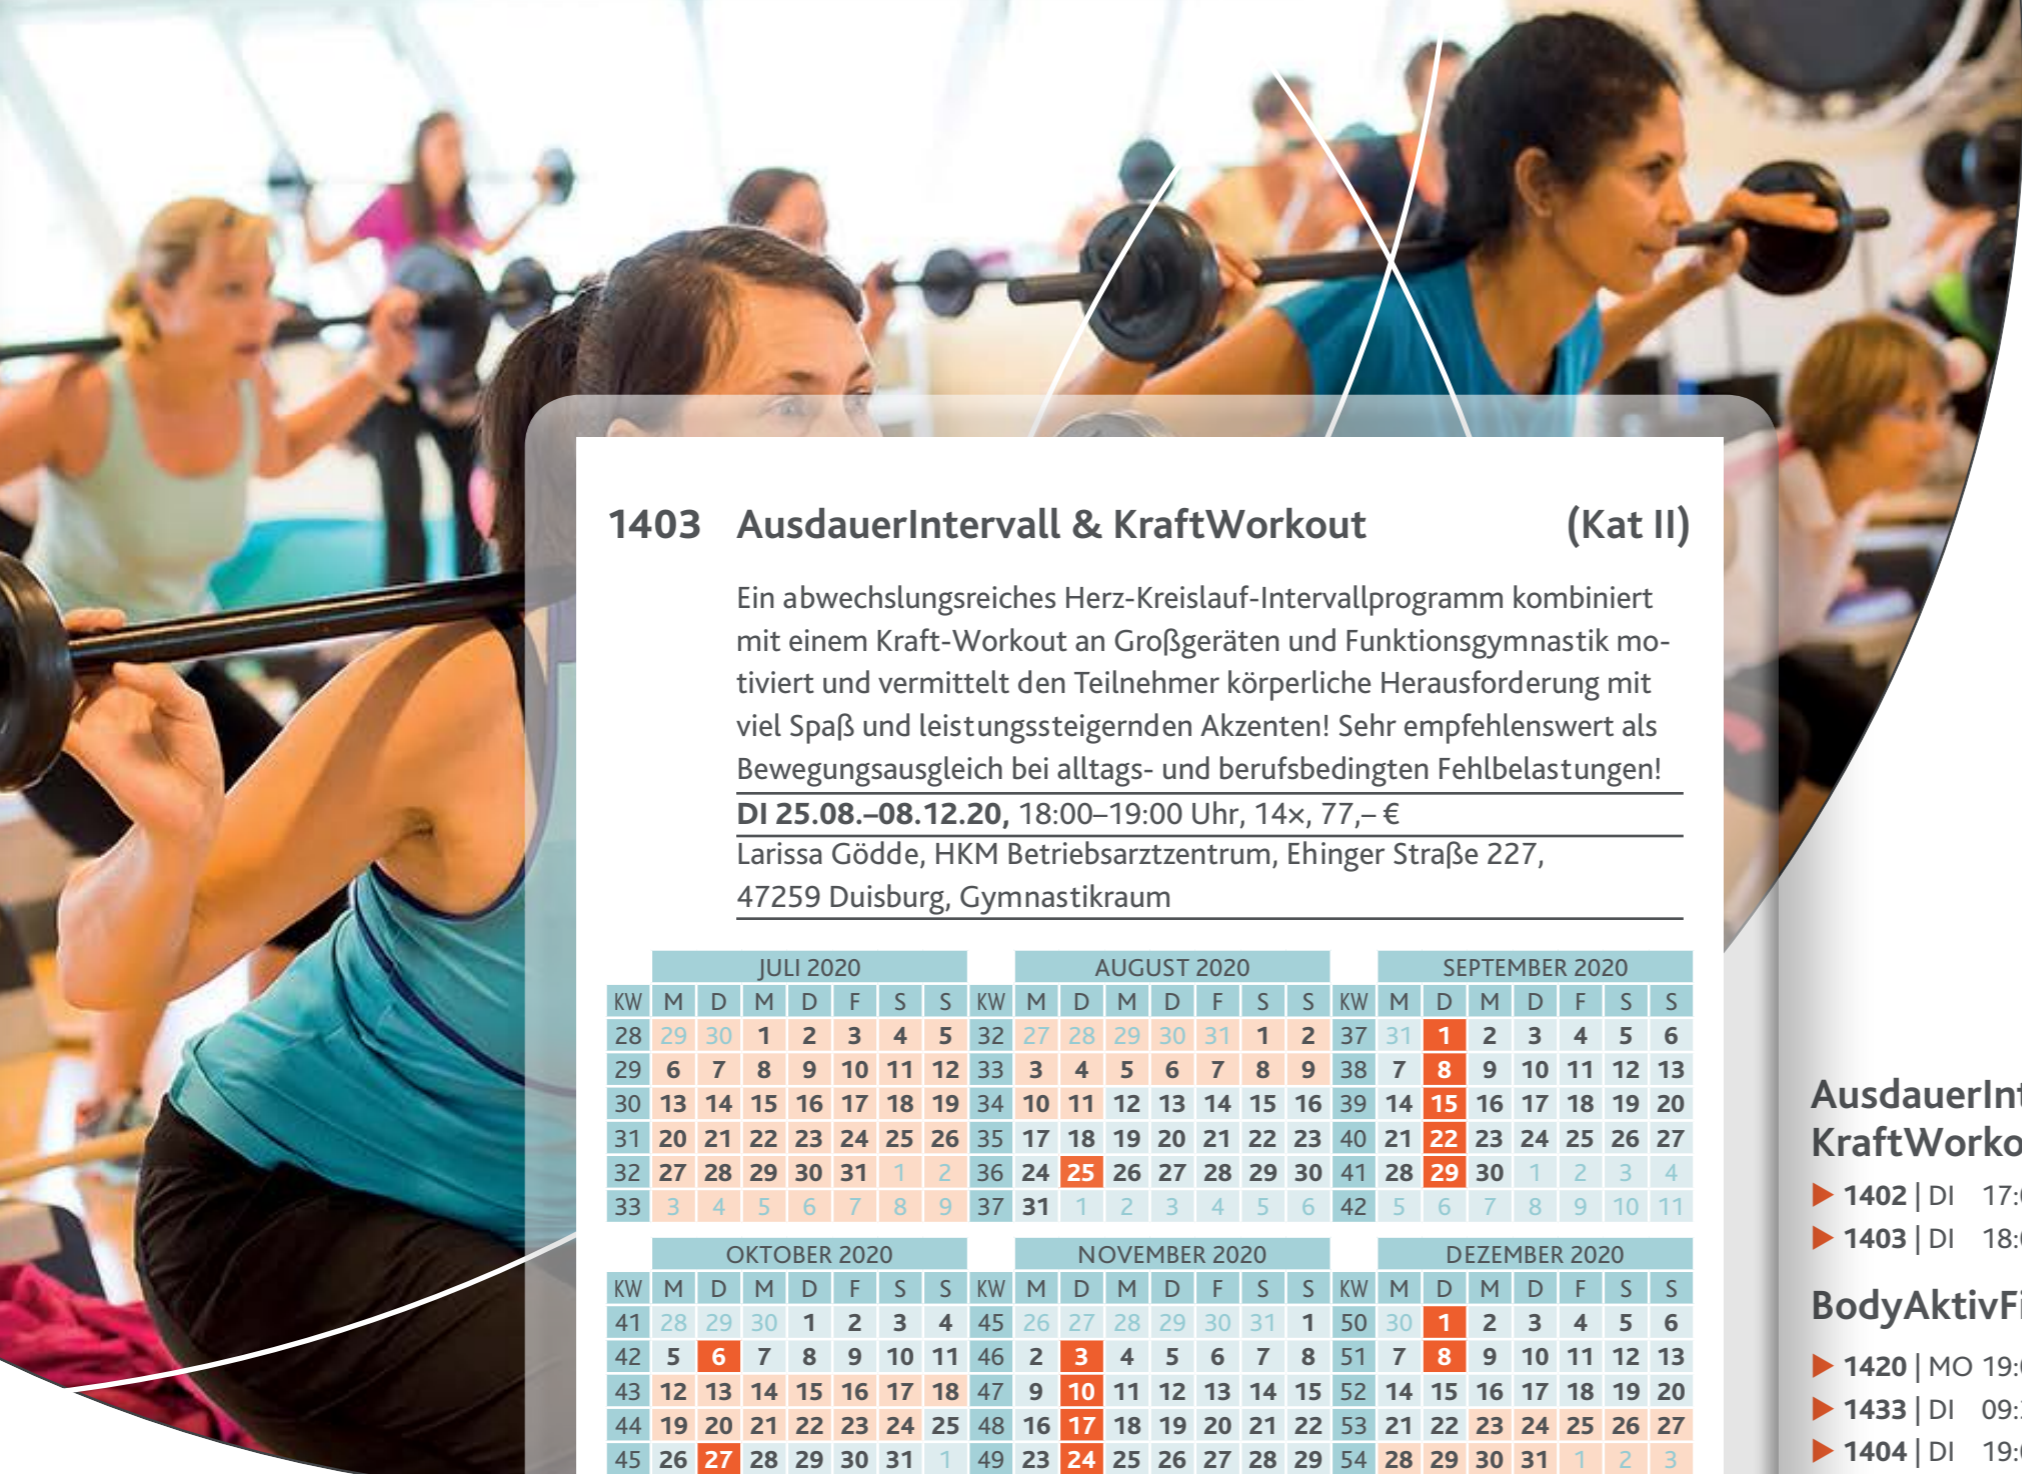 1403 AusdauerIntervall & KraftWorkout (Kat II)
Ein abwechslungsreiches Herz-Kreislauf-Intervallprogramm kombiniert
mit einem Kraft-Workout an Großgeräten und Funktionsgymnastik mo-
tiviert und vermittelt den Teilnehmer körperliche Herausforderung mit
viel Spaß und leistungssteigernden Akzenten! Sehr empfehlenswert als
Bewegungsausgleich bei alltags- und berufsbedingten Fehlbelastungen!
DI 25.08.–08.12.20, 18:00–19:00 Uhr, 14×, 77,– €
Larissa Gödde, HKM Betriebsarztzentrum, Ehinger Straße 227,
47259 Duisburg, Gymnastikraum
JULI 2020 AUGUST 2020 SEPTEMBER 2020
KW M D M D F S S KW M D M D F S S KW M D M D F S S
28 29 30 1 2 3 4 5 32 27 28 29 30 31 1 2 37 31 1 2 3 4 5 6
29 6 7 8 9 10 11 12 33 3 4 5 6 7 8 9 38 7 8 9 10 11 12 13
30 13 14 15 16 17 18 19 34 10 11 12 13 14 15 16 39 14 15 16 17 18 19 20
31 20 21 22 23 24 25 26 35 17 18 19 20 21 22 23 40 21 22 23 24 25 26 27
32 27 28 29 30 31 1 2 36 24 25 26 27 28 29 30 41 28 29 30 1 2 3 4
33 3 4 5 6 7 8 9 37 31 1 2 3 4 5 6 42 5 6 7 8 9 10 11
OKTOBER 2020 NOVEMBER 2020 DEZEMBER 2020
KW M D M D F S S KW M D M D F S S KW M D M D F S S
41 28 29 30 1 2 3 4 45 26 27 28 29 30 31 1 50 30 1 2 3 4 5 6
42 5 6 7 8 9 10 11 46 2 3 4 5 6 7 8 51 7 8 9 10 11 12 13
43 12 13 14 15 16 17 18 47 9 10 11 12 13 14 15 52 14 15 16 17 18 19 20
44 19 20 21 22 23 24 25 48 16 17 18 19 20 21 22 53 21 22 23 24 25 26 27
45 26 27 28 29 30 31 1 49 23 24 25 26 27 28 29 54 28 29 30 31 1 2 3
AusdauerInt
KraftWorko
1402 | DI 17:0
1403 | DI 18:0
BodyAktivFi
1420 | MO 19:0
1433 | DI 09:
1404 | DI 19:0